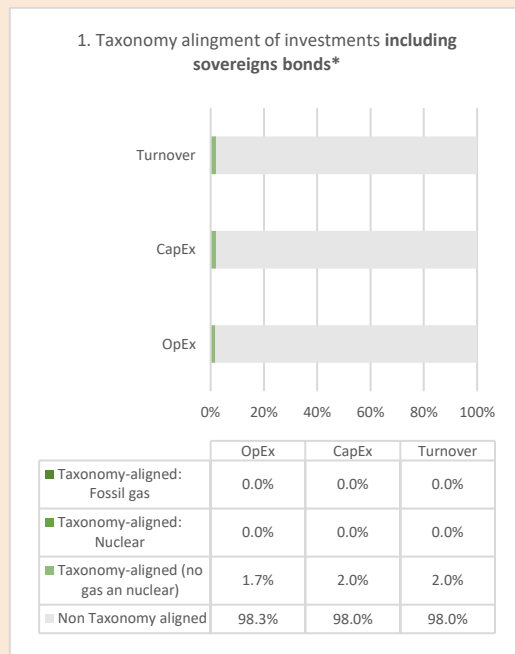 1. Taxonomy alingment of investments including
sovereigns bonds*
Turnover
CapEx
OpEx
0% 20% 40% 60% 80% 100%
OpEx CapEx Turnover
Taxonomy-aligned:
Fossil gas
0.0% 0.0% 0.0%
Taxonomy-aligned:
Nuclear
0.0% 0.0% 0.0%
Taxonomy-aligned (no
gas an nuclear)
1.7% 2.0% 2.0%
Non Taxonomy aligned 98.3% 98.0% 98.0%